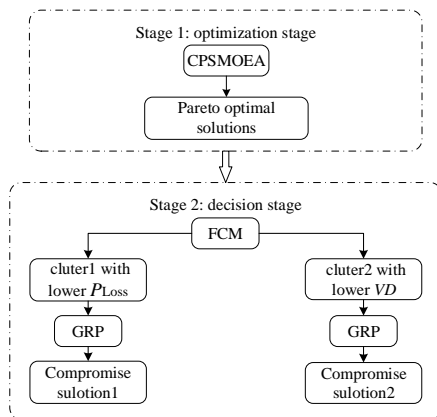 Stage 1: optimization stage
CPSMOEA
Pareto optimal
solutions
Stage 2: decision stage
FCM
cluter1 with
lower PLoss
GRP
Compromise
sulotion1
cluter2 with
lower VD
GRP
Compromise
sulotion2